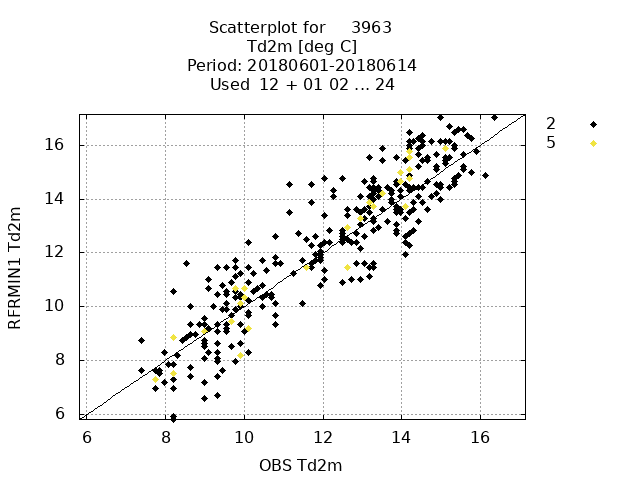 Scatterplot for 3963
Td2m [deg C]
Period: 20180601-20180614
Used 12 + 01 02 ... 24
2
5
RFRMIN1 Td2m
16
14
12
10
8
6
6 8 10 12 14 16
OBS Td2m